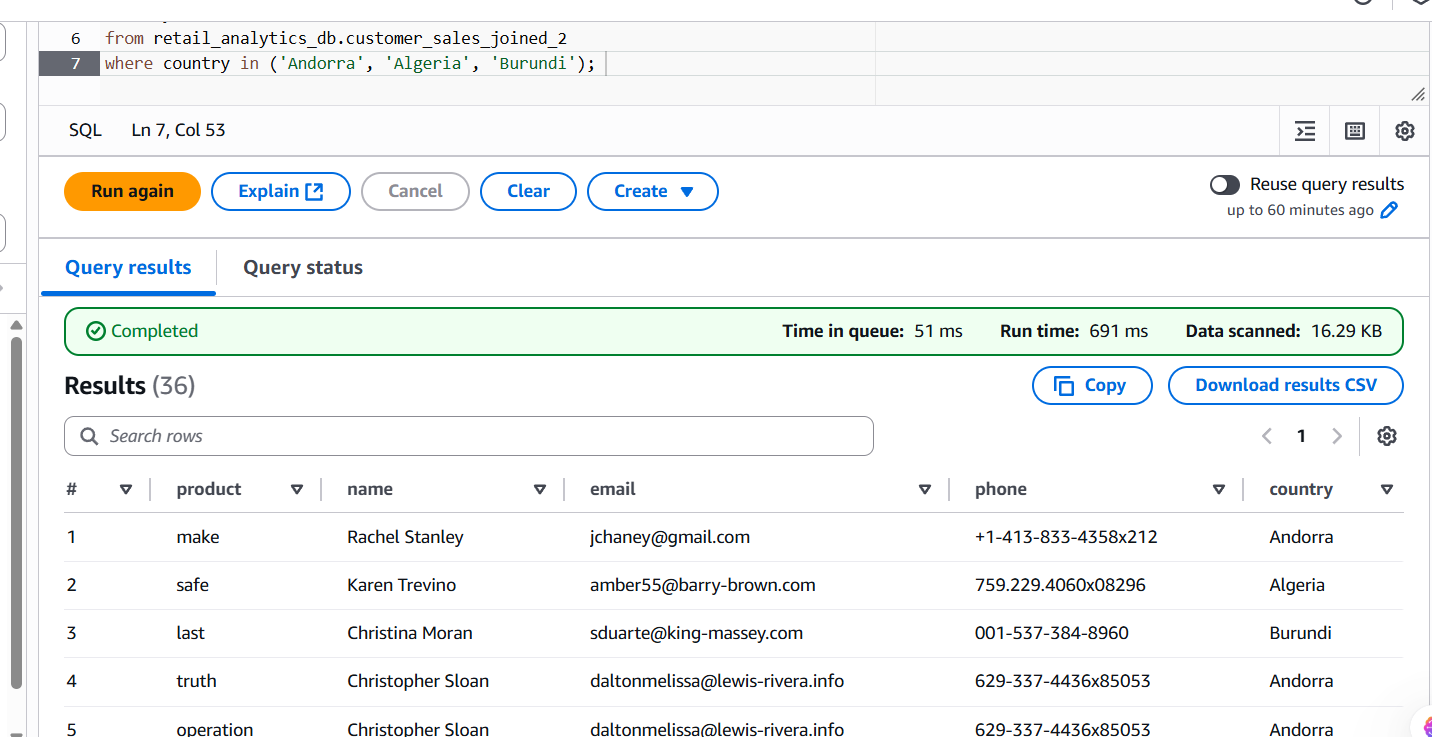 6 from retail_analytics_db.customer_sales_joined_2
7 where country in ('Andorra', 'Algeria', 'Burundi');
SQL Ln 7, Col 53
Run again Explain Cancel Clear Create Reuse query results
up to 60 minutes ago
Query results Query status
Completed Time in queue: 51 ms Run time: 691 ms Data scanned: 16.29 KB
Results (36) Copy Download results CSV
Search rows 1
# product name email phone country
1 make Rachel Stanley jchaney@gmail.com +1-413-833-4358x212 Andorra
2 safe Karen Trevino amber55@barry-brown.com 759.229.4060x08296 Algeria
3 last Christina Moran sduarte@king-massey.com 001-537-384-8960 Burundi
4 truth Christopher Sloan daltonmelissa@lewis-rivera.info 629-337-4436x85053 Andorra
5 operation Christopher Sloan daltonmelissa@lewis-rivera.info 629-337-4436x85053 Andorra